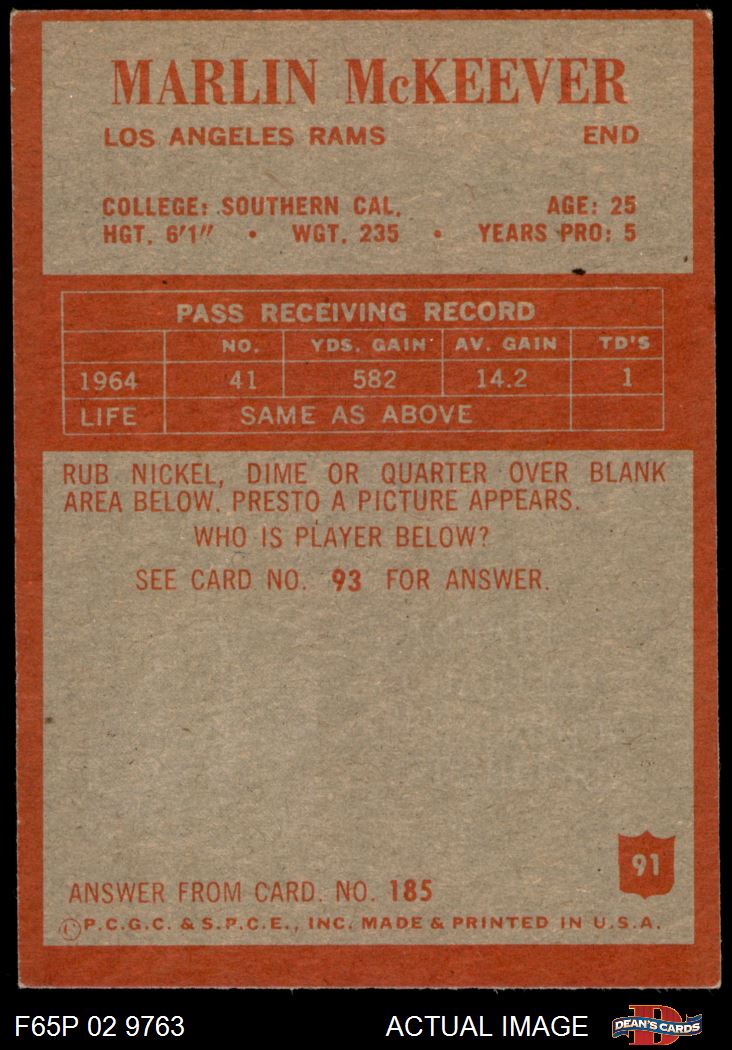 MARLIN McKEEVER
LOS ANGELES RAMS END
COLLEGE: SOUTHERN CAL. AGE: 25
HGT. 6'1" • WGT. 235 • YEARS PRO: 5
PASS RECEIVING RECORD
NO. YDS. GAIN AV. GAIN TD'S
1964 41 582 14.2 1
LIFE SAME AS ABOVE
RUB NICKEL, DIME OR QUARTER OVER BLANK
AREA BELOW. PRESTO A PICTURE APPEARS.
WHO IS PLAYER BELOW?
SEE CARD NO. 93 FOR ANSWER.
91
ANSWER FROM CARD. NO. 185
©P.C.G.C. & S.P.C.E., INC. MADE & PRINTED IN U.S.A.
F65P 02 9763 ACTUAL IMAGE D DEAN'S CARDS